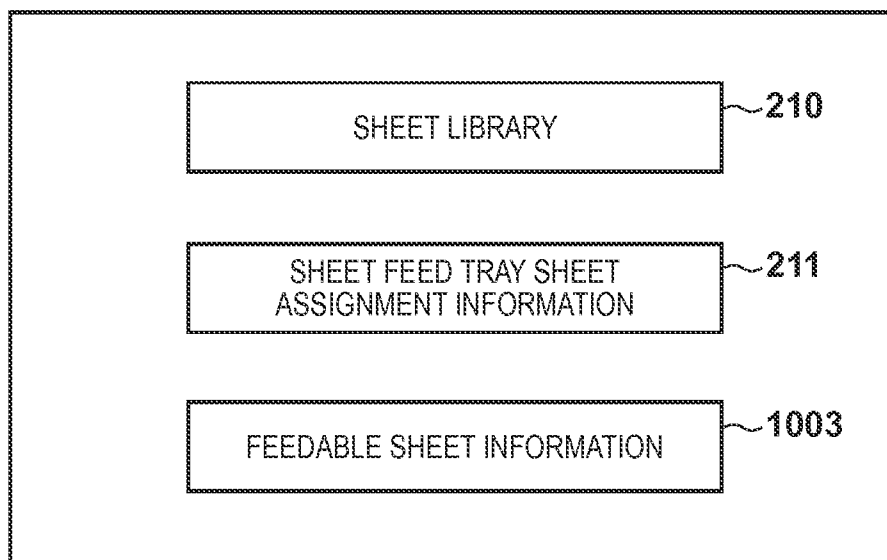 SHEET LIBRARY
210
SHEET FEED TRAY SHEET
ASSIGNMENT INFORMATION
211
FEEDABLE SHEET INFORMATION
1003